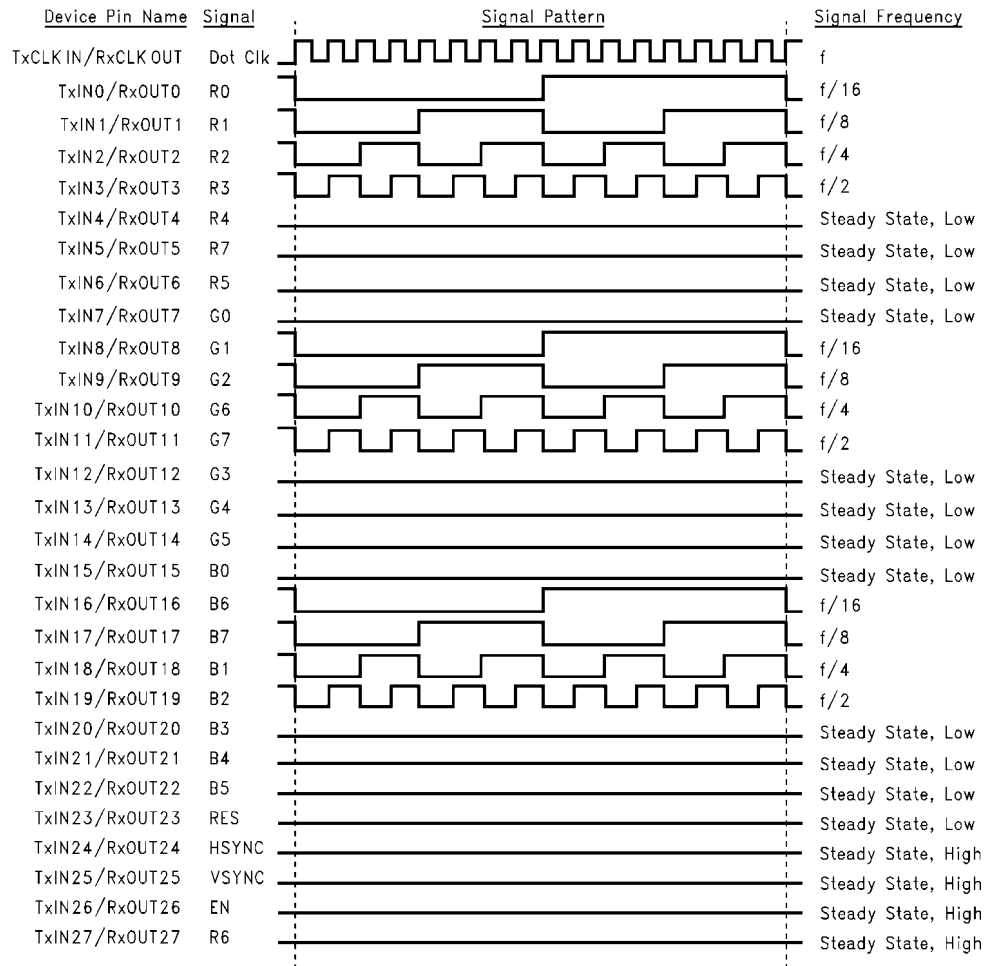 Device Pin Name Signal Signal Pattern Signal Frequency
TxCLK IN/RxCLK OUT Dot Clk f
TxIN0/RxOUT0 R0 f/16
TxIN1/RxOUT1 R1 f/8
TxIN2/RxOUT2 R2 f/4
TxIN3/RxOUT3 R3 f/2
TxIN4/RxOUT4 R4 Steady State, Low
TxIN5/RxOUT5 R7 Steady State, Low
TxIN6/RxOUT6 R5 Steady State, Low
TxIN7/RxOUT7 G0 Steady State, Low
TxIN8/RxOUT8 G1 f/16
TxIN9/RxOUT9 G2 f/8
TxIN10/RxOUT10 G6 f/4
TxIN11/RxOUT11 G7 f/2
TxIN12/RxOUT12 G3 Steady State, Low
TxIN13/RxOUT13 G4 Steady State, Low
TxIN14/RxOUT14 G5 Steady State, Low
TxIN15/RxOUT15 B0 Steady State, Low
TxIN16/RxOUT16 B6 f/16
TxIN17/RxOUT17 B7 f/8
TxIN18/RxOUT18 B1 f/4
TxIN19/RxOUT19 B2 f/2
TxIN20/RxOUT20 B3 Steady State, Low
TxIN21/RxOUT21 B4 Steady State, Low
TxIN22/RxOUT22 B5 Steady State, Low
TxIN23/RxOUT23 RES Steady State, Low
TxIN24/RxOUT24 HSYNC Steady State, High
TxIN25/RxOUT25 VSYNC Steady State, High
TxIN26/RxOUT26 EN Steady State, High
TxIN27/RxOUT27 R6 Steady State, High